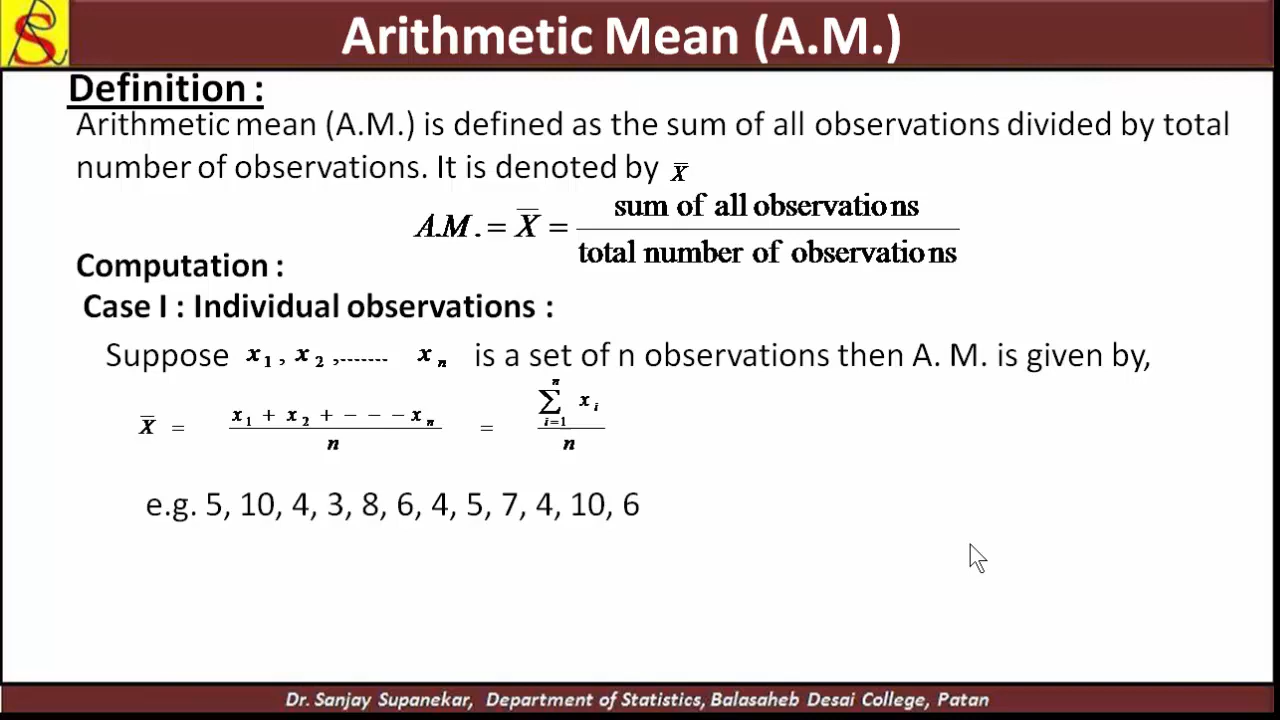 Arithmetic Mean (A.M.)
Definition :
Arithmetic mean (A.M.) is defined as the sum of all observations divided by total
number of observations. It is denoted by X̅
A.M. = X̅ = sum of all observations / total number of observations
Computation :
Case I : Individual observations :
Suppose x₁ , x₂ ,....... xₙ is a set of n observations then A. M. is given by,
X̅ = (x₁ + x₂ + − − − xₙ) / n = (∑ᵢ₌₁ⁿ xᵢ) / n
e.g. 5, 10, 4, 3, 8, 6, 4, 5, 7, 4, 10, 6
Dr. Sanjay Supanekar, Department of Statistics, Balasaheb Desai College, Patan